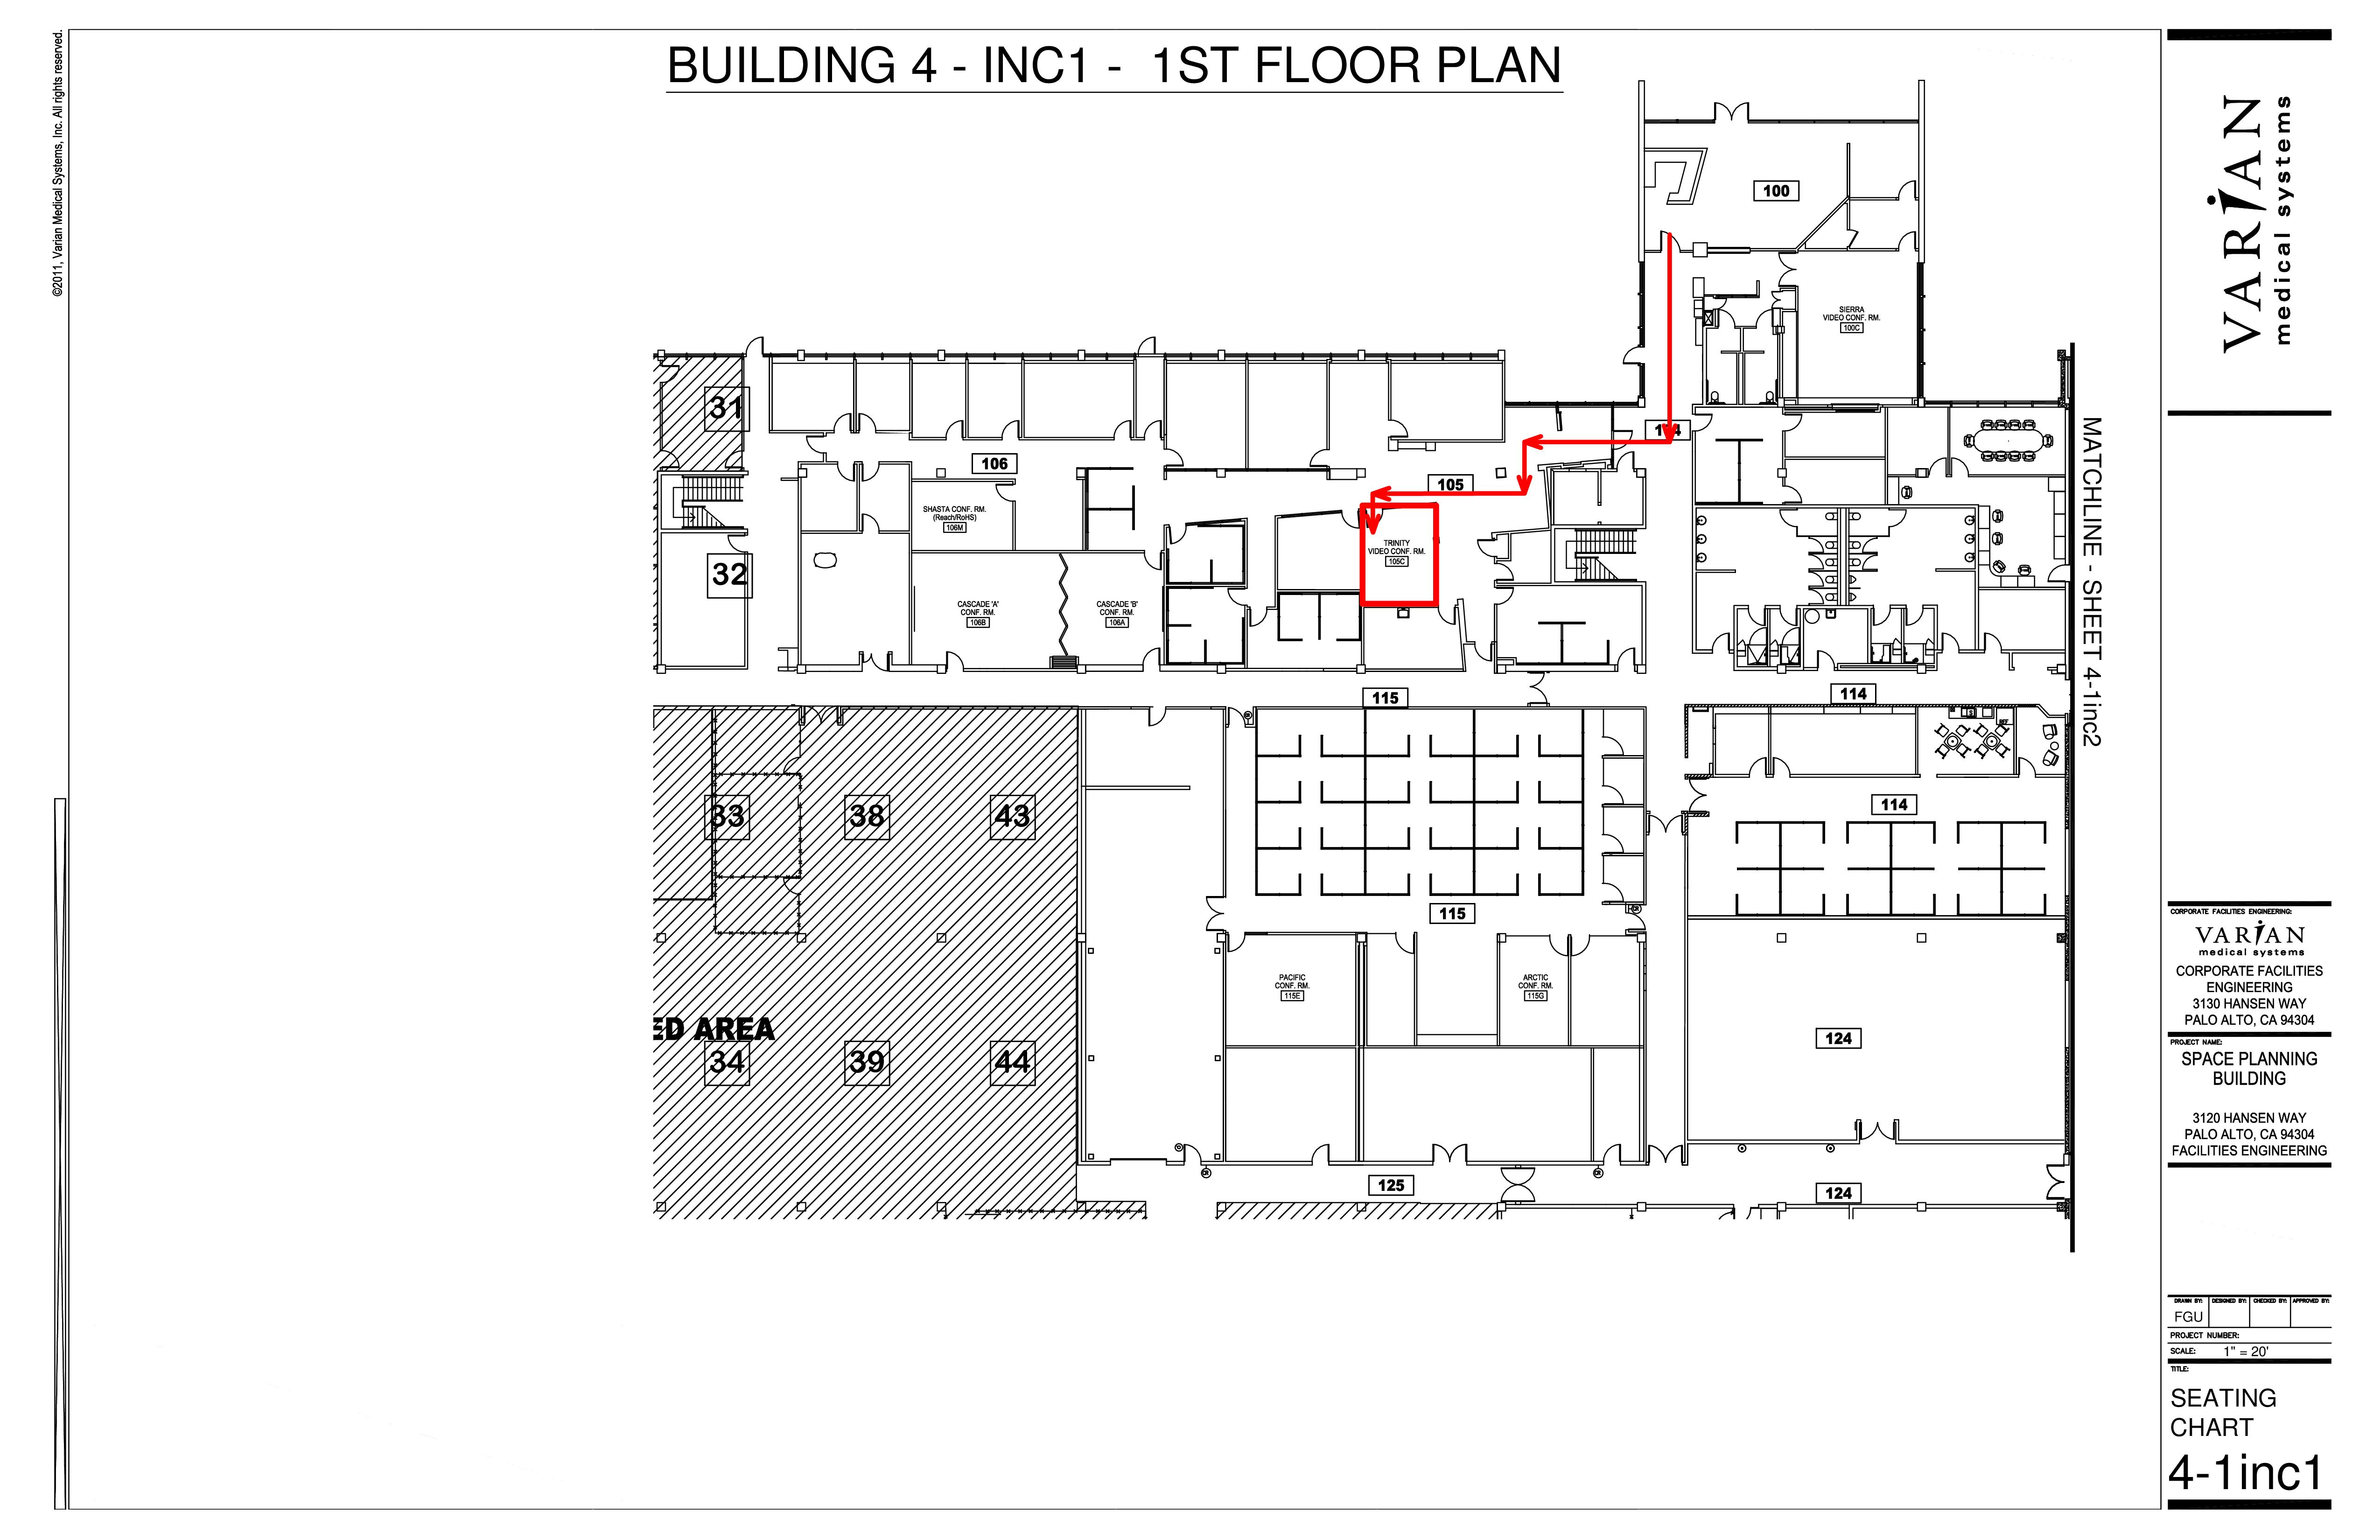 ©2011, Varian Medical Systems, Inc. All rights reserved.
BUILDING 4 - INC1 - 1ST FLOOR PLAN
100
SIERRA
VIDEO CONF. RM.
100C
31
106
105
SHASTA CONF. RM.
(Reach/RoHS)
106M
TRINITY
VIDEO CONF. RM.
105C
32
CASCADE 'A'
CONF. RM.
106B
CASCADE 'B'
CONF. RM.
106A
115
114
33
38
43
114
115
PACIFIC
CONF. RM.
115E
ARCTIC
CONF. RM.
115G
ED AREA
34
39
44
124
125
124
MATCHLINE - SHEET 4-1inc2
VARIAN
medical systems
CORPORATE FACILITIES ENGINEERING:
VARIAN
medical systems
CORPORATE FACILITIES
ENGINEERING
3130 HANSEN WAY
PALO ALTO, CA 94304
PROJECT NAME:
SPACE PLANNING
BUILDING
3120 HANSEN WAY
PALO ALTO, CA 94304
FACILITIES ENGINEERING
DRAWN BY: DESIGNED BY: CHECKED BY: APPROVED BY:
FGU
PROJECT NUMBER:
SCALE: 1" = 20'
TITLE:
SEATING
CHART
4-1inc1